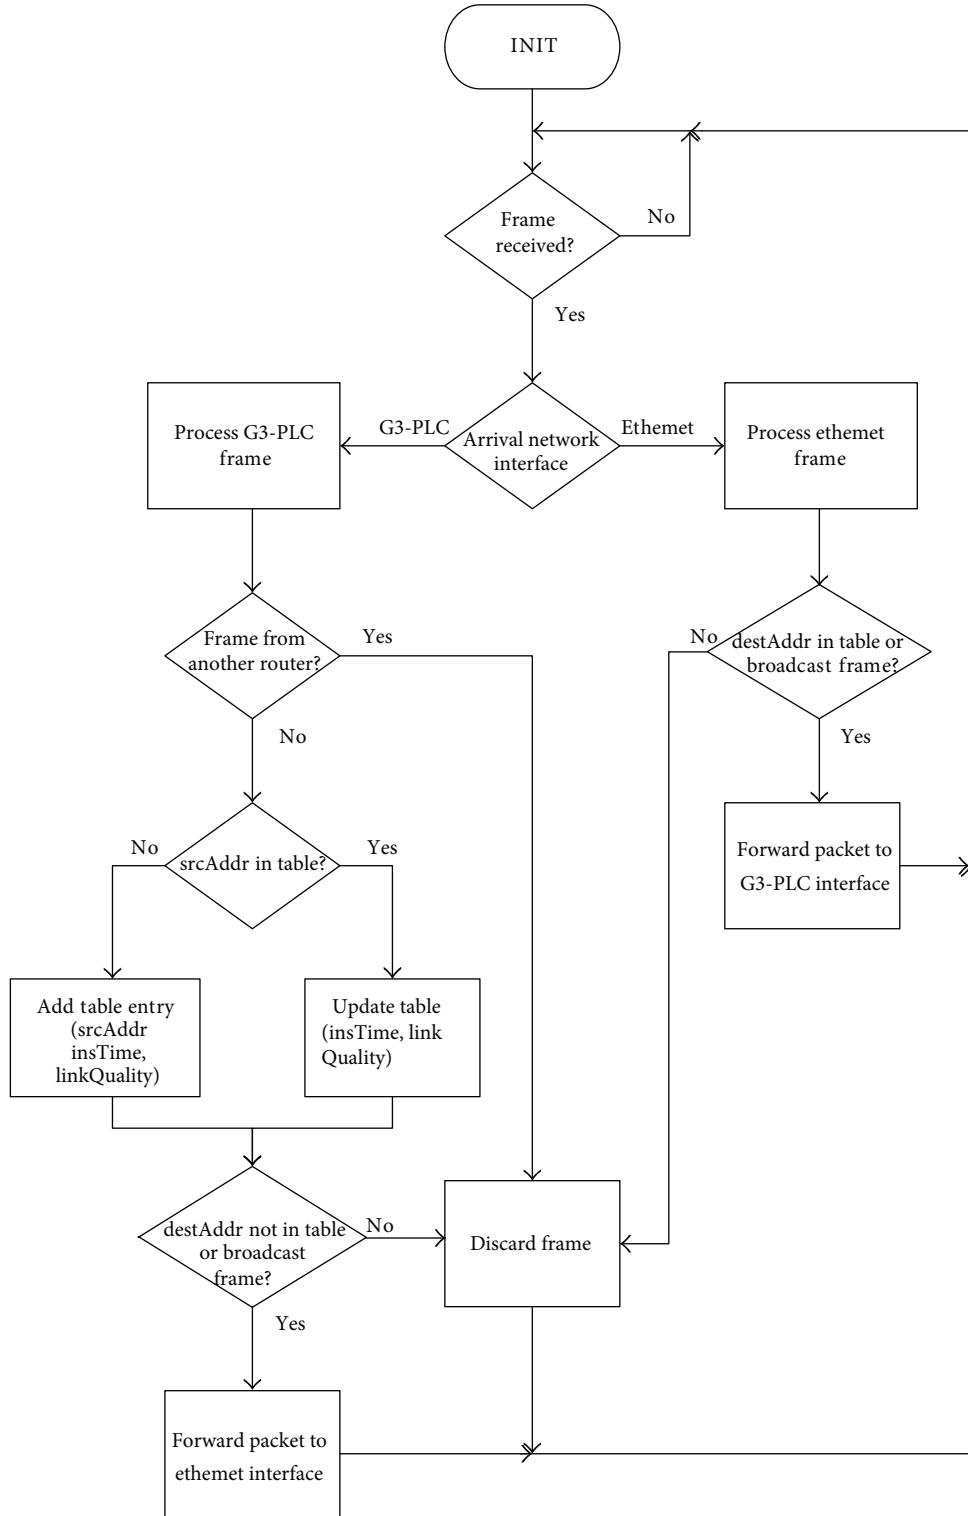 INIT
Frame
received?
No
Yes
Process G3-PLC
frame
G3-PLC
Arrival network
interface
Ethemet
Process ethemet
frame
Frame from
another router?
Yes
No
No
destAddr in table or
broadcast frame?
Yes
No
srcAddr in table?
Yes
Forward packet to
G3-PLC interface
Add table entry
(srcAddr
insTime,
linkQuality)
Update table
(insTime, link
Quality)
destAddr not in table
or broadcast
frame?
No
Yes
Discard frame
Forward packet to
ethemet interface